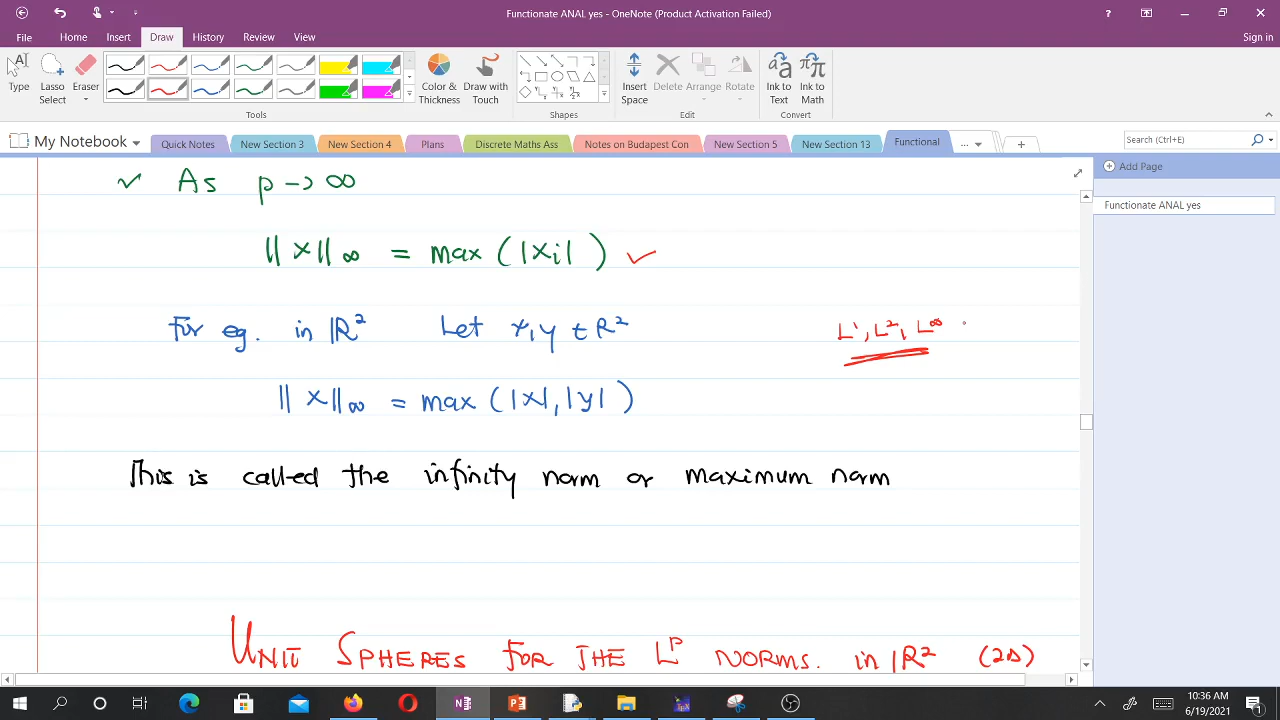 Functionate ANAL yes - OneNote (Product Activation Failed)
File Home Insert Draw History Review View
Sign in
Type
Lasso Select
Eraser
Color & Thickness
Draw with Touch
Insert Space
Delete
Arrange
Rotate
Ink to Text
Ink to Math
Tools
Shapes
Edit
Convert
My Notebook
Quick Notes
New Section 3
New Section 4
Plans
Discrete Maths Ass
Notes on Budapest Con
New Section 5
New Section 13
Functional
...
Search (Ctrl+E)
Add Page
Functionate ANAL yes
✓ As p → ∞
||X||∞ = max (|Xi|) ✓
For eg. in ℝ² Let x, y ∈ R²
L¹, L², L^∞
||X||∞ = max (|X|, |y|)
This is called the infinity norm or maximum norm
UNIT SPHERES FOR THE L^P NORMS. in ℝ² (2D)
10:36 AM
6/19/2021